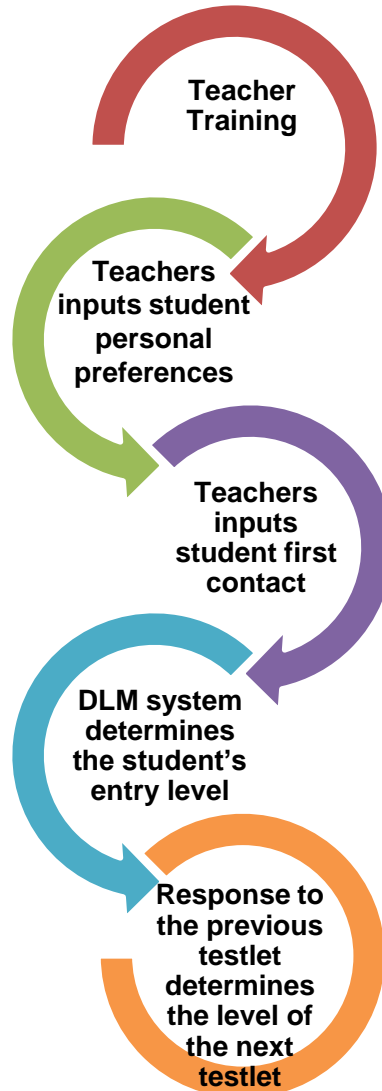 Teacher
Training
Teachers
inputs student
personal
preferences
Teachers
inputs
student first
contact
DLM system
determines
the student’s
entry level
Response to
the previous
testlet
determines
the level of
the next
testlet